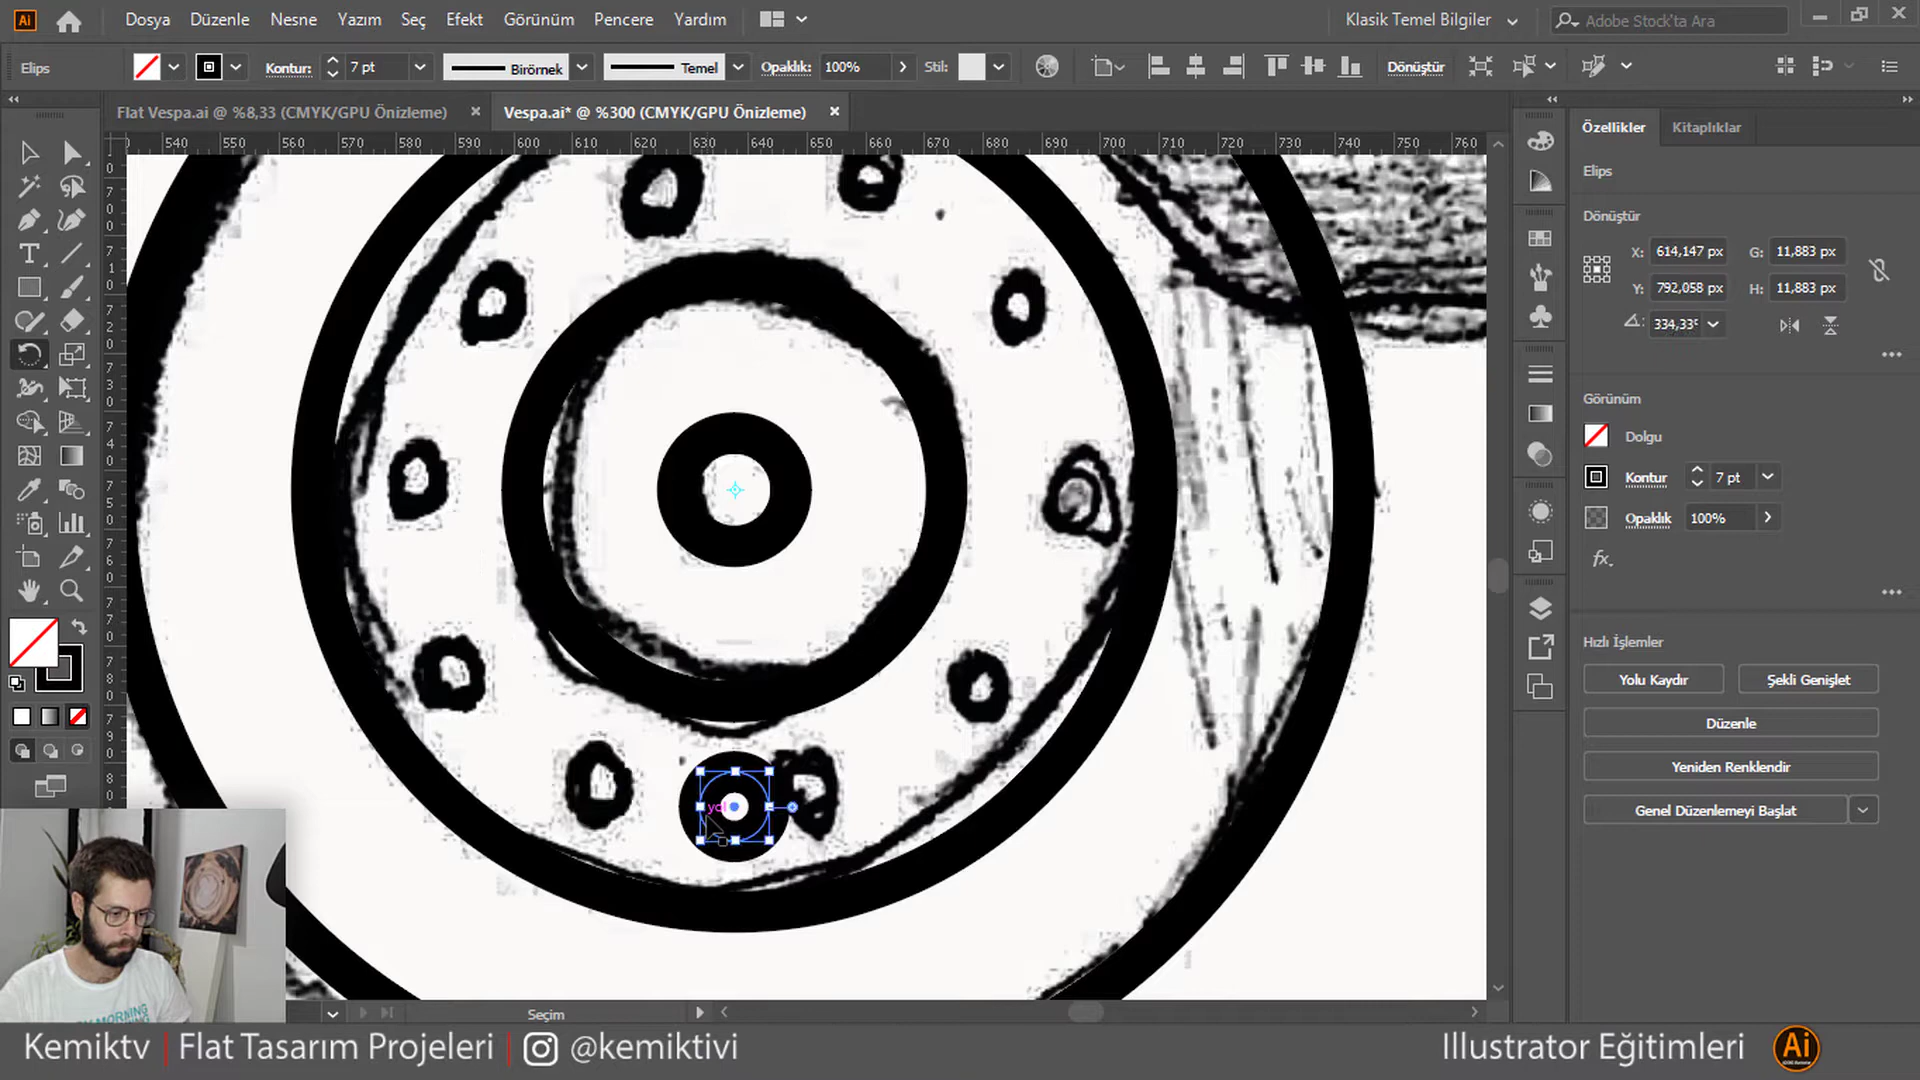 Dosya Düzenle Nesne Yazım Seç Efekt Görünüm Pencere Yardım Klasik Temel Bilgiler Adobe Stock'ta Ara
Elips Kontur: 7 pt Birörnek Temel Opaklık: 100% Stil: Dönüştür
Flat Vespa.ai @ %8,33 (CMYK/GPU Önizleme) Vespa.ai* @ %300 (CMYK/GPU Önizleme)
540 550 560 570 580 590 600 610 620 630 640 650 660 670 680 690 700 710 720 730 740 750 760
Özellikler Kitaplıklar
Elips
Dönüştür
X: 614,147 px G: 11,883 px
Y: 792,058 px H: 11,883 px
334,33°
Görünüm
Dolgu
Kontur 7 pt
Opaklık 100%
fx
Hızlı İşlemler
Yolu Kaydır Şekli Genişlet
Düzenle
Yeniden Renklendir
Genel Düzenlemeyi Başlat
yol
Seçim
Kemiktv | Flat Tasarım Projeleri | @kemiktivi Illustrator Eğitimleri Ai